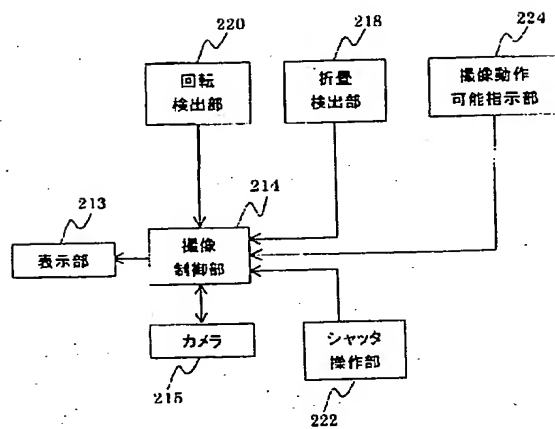 220
218
224
回転
検出部
折畳
検出部
撮像動作
可能指示部
213
214
表示部
撮像
制御部
カメラ
シャッタ
操作部
215
222